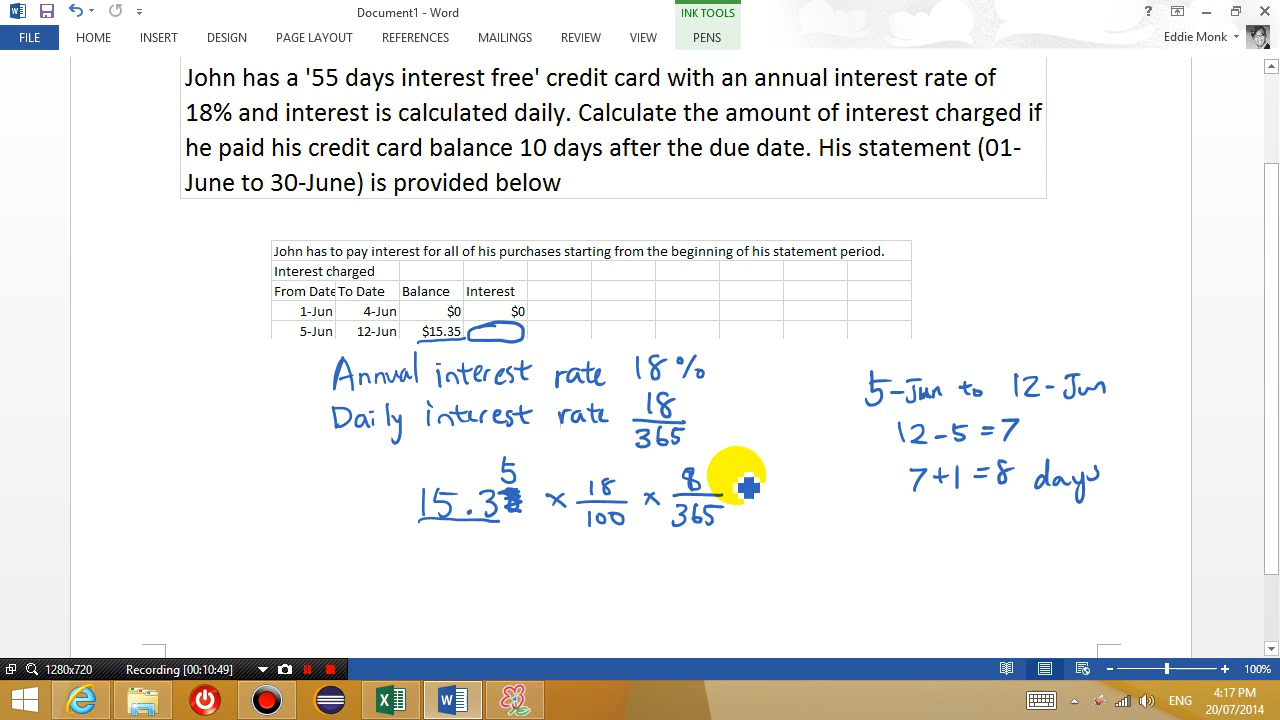 Document1 - Word
INK TOOLS
FILE
HOME
INSERT
DESIGN
PAGE LAYOUT
REFERENCES
MAILINGS
REVIEW
VIEW
PENS
Eddie Monk
John has a '55 days interest free' credit card with an annual interest rate of
18% and interest is calculated daily. Calculate the amount of interest charged if
he paid his credit card balance 10 days after the due date. His statement (01-
June to 30-June) is provided below
John has to pay interest for all of his purchases starting from the beginning of his statement period.
Interest charged
From Date To Date Balance Interest
1-Jun 4-Jun $0 $0
5-Jun 12-Jun $15.35
Annual interest rate 18%
Daily interest rate 18/365
15.35 × 18/100 × 8/365
5-Jun to 12-Jun
12-5=7
7+1=8 days
1280x720
Recording [00:10:49]
100%
ENG
4:17 PM
20/07/2014